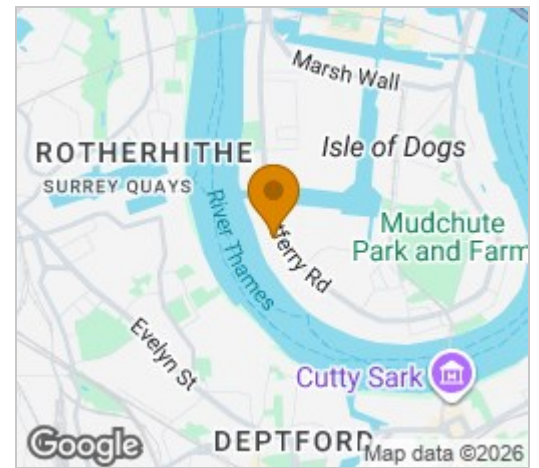 Marsh Wall
ROTHERHITHE
Isle of Dogs
SURREY QUAYS
River Thames
Mudchute
Park and Farm
ferry Rd
Evelyn St
Cutty Sark
DEPTFORD
Google
Map data ©2026